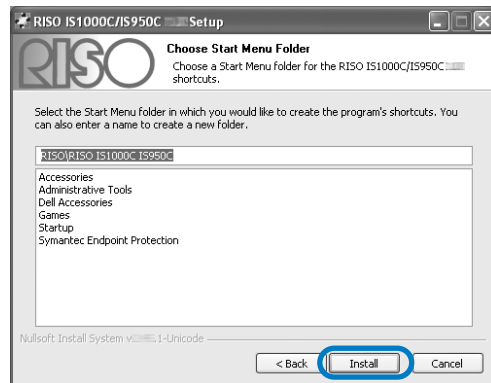 RISO IS1000C/IS950C Setup
RISO
Choose Start Menu Folder
Choose a Start Menu folder for the RISO IS1000C/IS950C
shortcuts.
Select the Start Menu folder in which you would like to create the program's shortcuts. You
can also enter a name to create a new folder.
RISO\RISO IS1000C IS950C
Accessories
Administrative Tools
Dell Accessories
Games
Startup
Symantec Endpoint Protection
Nullsoft Install System v .1-Unicode
< Back Install Cancel